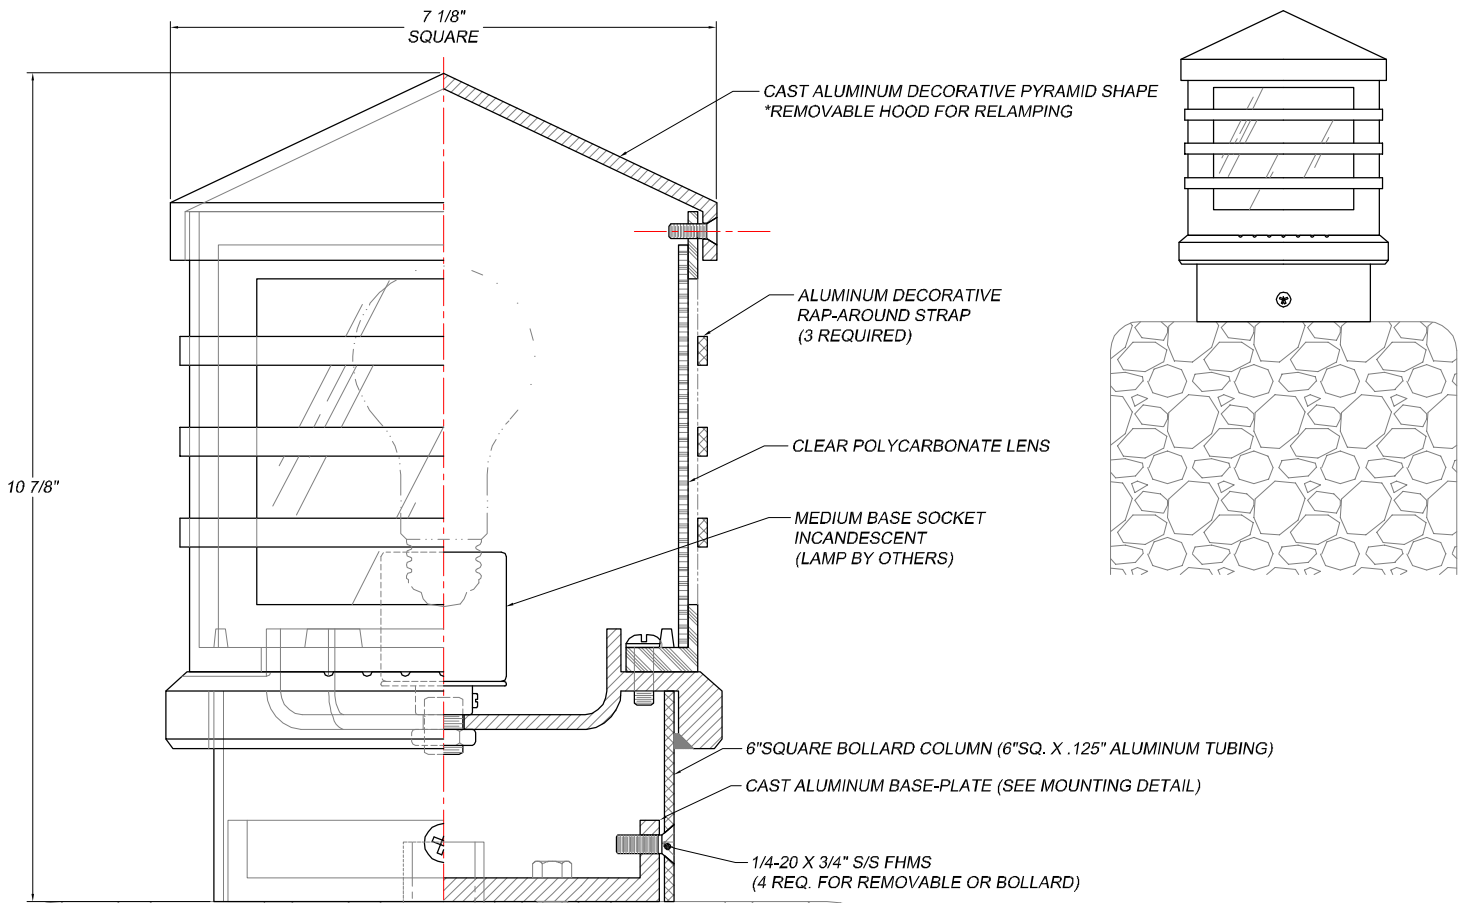 7 1/8"
SQUARE
CAST ALUMINUM DECORATIVE PYRAMID SHAPE
*REMOVABLE HOOD FOR RELAMPING
ALUMINUM DECORATIVE
RAP-AROUND STRAP
(3 REQUIRED)
CLEAR POLYCARBONATE LENS
10 7/8"
MEDIUM BASE SOCKET
INCANDESCENT
(LAMP BY OTHERS)
6"SQUARE BOLLARD COLUMN (6"SQ. X .125" ALUMINUM TUBING)
CAST ALUMINUM BASE-PLATE (SEE MOUNTING DETAIL)
1/4-20 X 3/4" S/S FHMS
(4 REQ. FOR REMOVABLE OR BOLLARD)